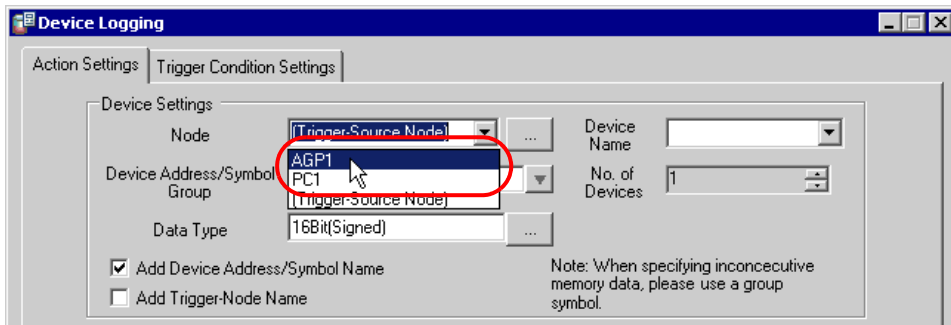 Device Logging
Action Settings Trigger Condition Settings
Device Settings
Node (Trigger-Source Node) ... Device Name
AGP1
PC1
(Trigger-Source Node)
Device Address/Symbol Group No. of Devices 1
Data Type 16Bit(Signed) ...
Add Device Address/Symbol Name
Add Trigger-Node Name
Note: When specifying inconcecutive
memory data, please use a group
symbol.